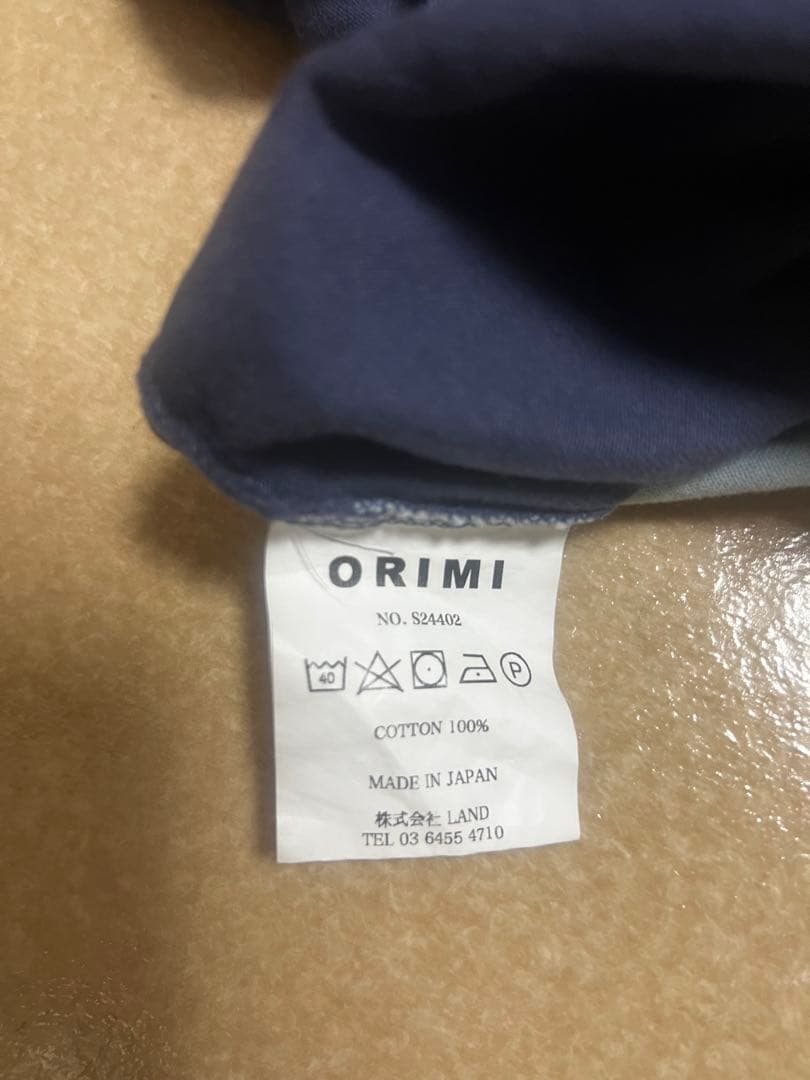 ORIMI
NO. S24402
40 P
COTTON 100%
MADE IN JAPAN
株式会社 LAND
TEL 03 6455 4710